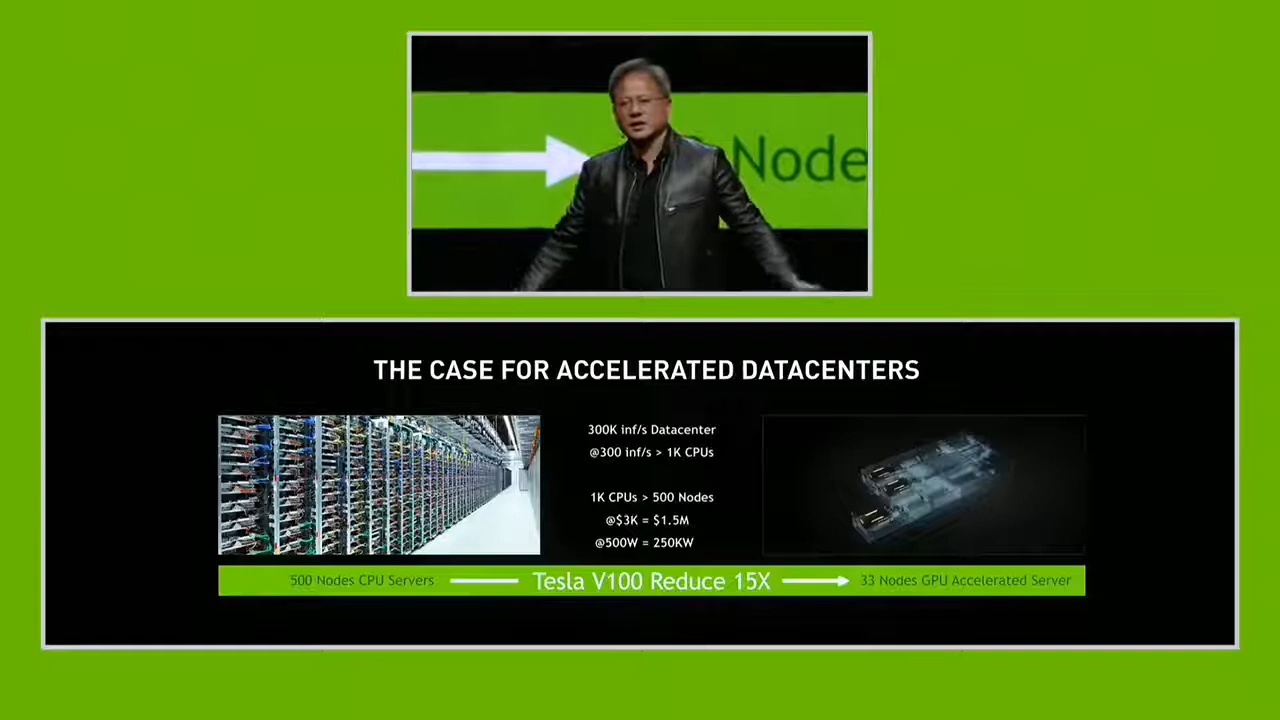 Node
THE CASE FOR ACCELERATED DATACENTERS
300K inf/s Datacenter
@300 inf/s > 1K CPUs
1K CPUs > 500 Nodes
@$3K = $1.5M
@500W = 250KW
500 Nodes CPU Servers
Tesla V100 Reduce 15X
33 Nodes GPU Accelerated Server